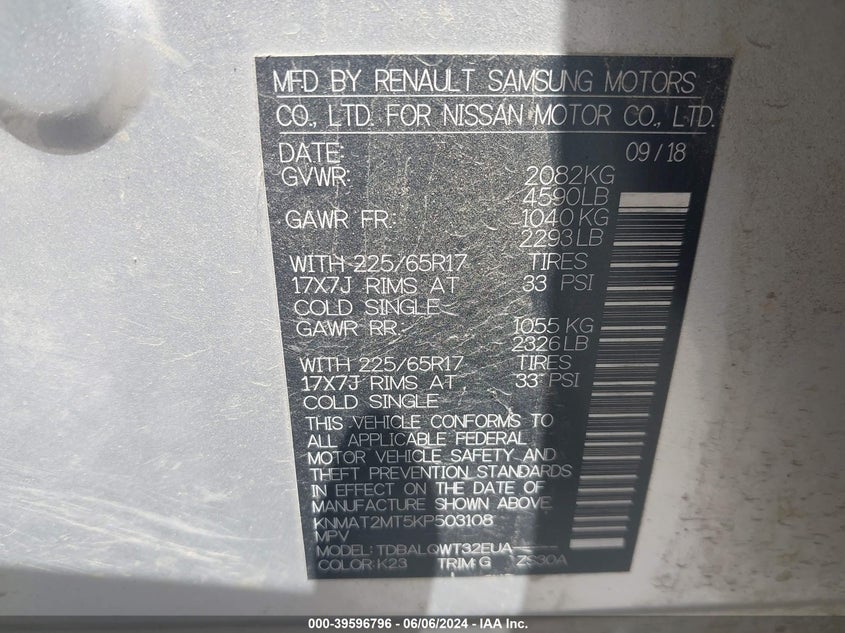 MFD BY RENAULT SAMSUNG MOTORS
CO., LTD. FOR NISSAN MOTOR CO., LTD.
DATE: 09/18
GVWR: 2082KG
4590LB
GAWR FR.: 1040KG
2293LB
WITH 225/65R17 TIRES
17X7J RIMS AT 33 PSI
COLD SINGLE
GAWR RR.: 1055KG
2326LB
WITH 225/65R17 TIRES
17X7J RIMS AT 33 PSI
COLD SINGLE
THIS VEHICLE CONFORMS TO
ALL APPLICABLE FEDERAL
MOTOR VEHICLE SAFETY AND
THEFT PREVENTION STANDARDS
IN EFFECT ON THE DATE OF
MANUFACTURE SHOWN ABOVE.
KNMAT2MT5KP503108
MPV
MODEL: TDBALQWT32EUA
COLOR: K23 TRIM: G ZS30A
000-39596796 - 06/06/2024 - IAA Inc.